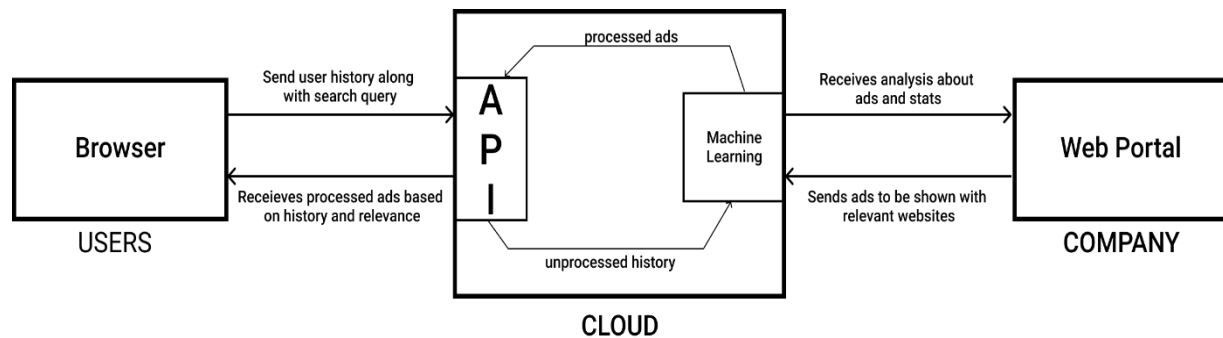 processed ads
Send user history along
with search query
Browser
Receieves processed ads based
on history and relevance
USERS
A
P
I
Machine
Learning
unprocessed history
CLOUD
Receives analysis about
ads and stats
Web Portal
Sends ads to be shown with
relevant websites
COMPANY